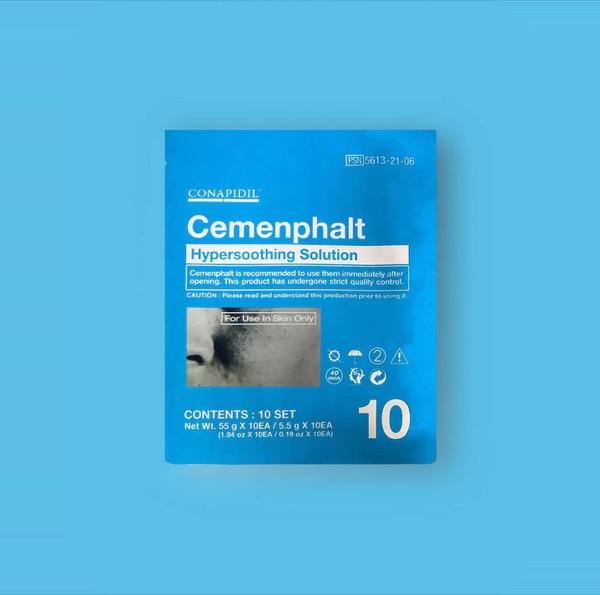 PSN 5613-21-06
CONAPIDIL™
Cemenphalt
Hypersoothing Solution
Cementphalt is recommended to use them immediately after
opening. This product has undergone strict quality control.
CAUTION : Please read and understand this production prior to using it.
For Use In Skin Only
2
40
CONTENTS : 10 SET
Net Wt. 55 g X 10EA / 5.5 g X 10EA
(1.94 oz X 10EA / 0.19 oz X 10EA)
10